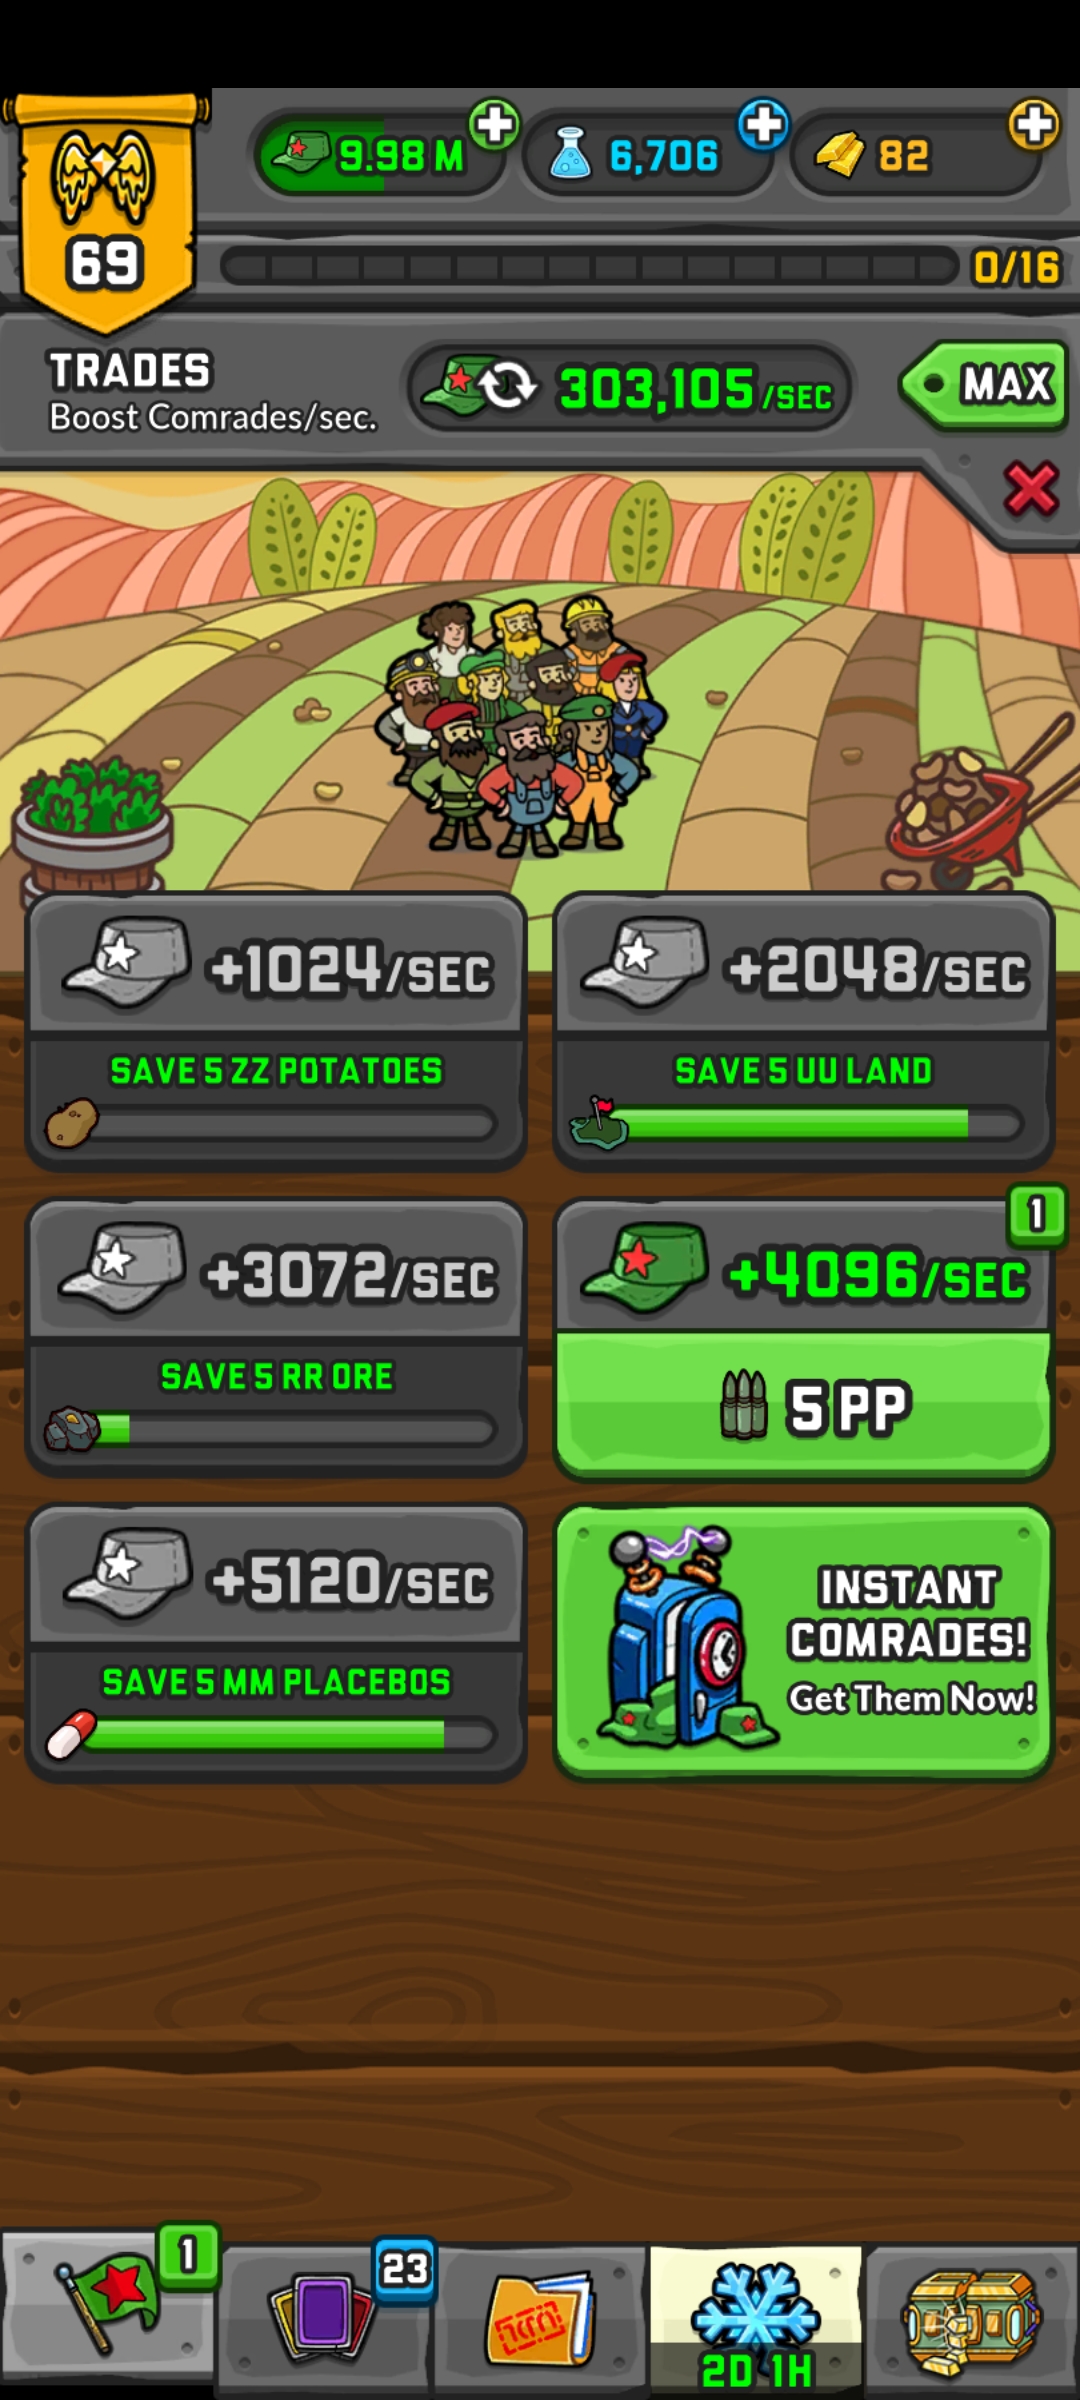 9.98 M
6,706
82
69
0/16
TRADES
Boost Comrades/sec.
303,105/SEC
MAX
+1024/SEC
SAVE 5 ZZ POTATOES
+2048/SEC
SAVE 5 UU LAND
+3072/SEC
SAVE 5 RR ORE
1
+4096/SEC
5 PP
+5120/SEC
SAVE 5 MM PLACEBOS
INSTANT
COMRADES!
Get Them Now!
1
23
2D 1H